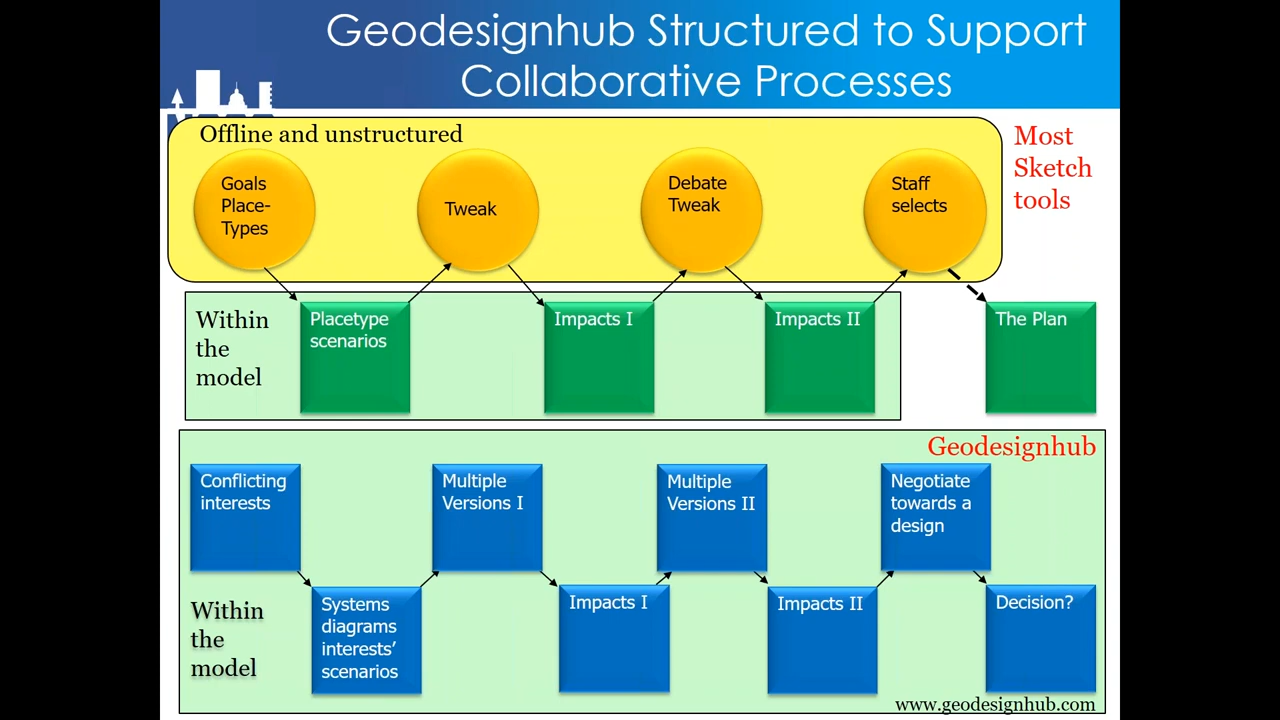 Geodesignhub Structured to Support
Collaborative Processes
Offline and unstructured
Most
Sketch
tools
Goals
Place-
Types
Tweak
Debate
Tweak
Staff
selects
Within
the
model
Placetype
scenarios
Impacts I
Impacts II
The Plan
Geodesignhub
Conflicting
interests
Multiple
Versions I
Multiple
Versions II
Negotiate
towards a
design
Within
the
model
Systems
diagrams
interests’
scenarios
Impacts I
Impacts II
Decision?
www.geodesignhub.com